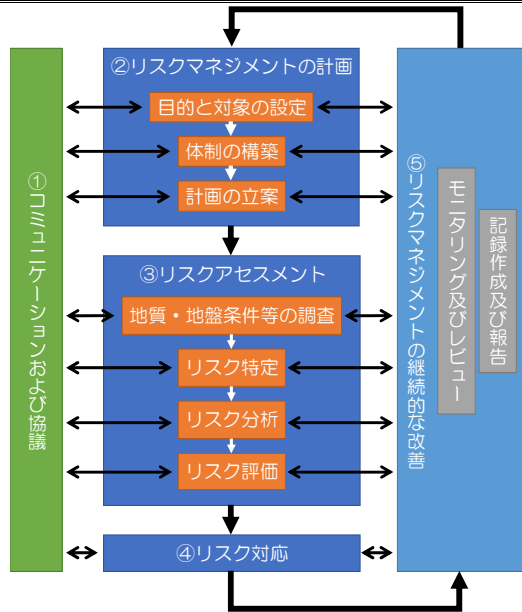 ①コミュニケーションおよび協議
②リスクマネジメントの計画
目的と対象の設定
体制の構築
計画の立案
③リスクアセスメント
地質・地盤条件等の調査
リスク特定
リスク分析
リスク評価
④リスク対応
⑤リスクマネジメントの継続的な改善
モニタリング及びレビュー
記録作成及び報告